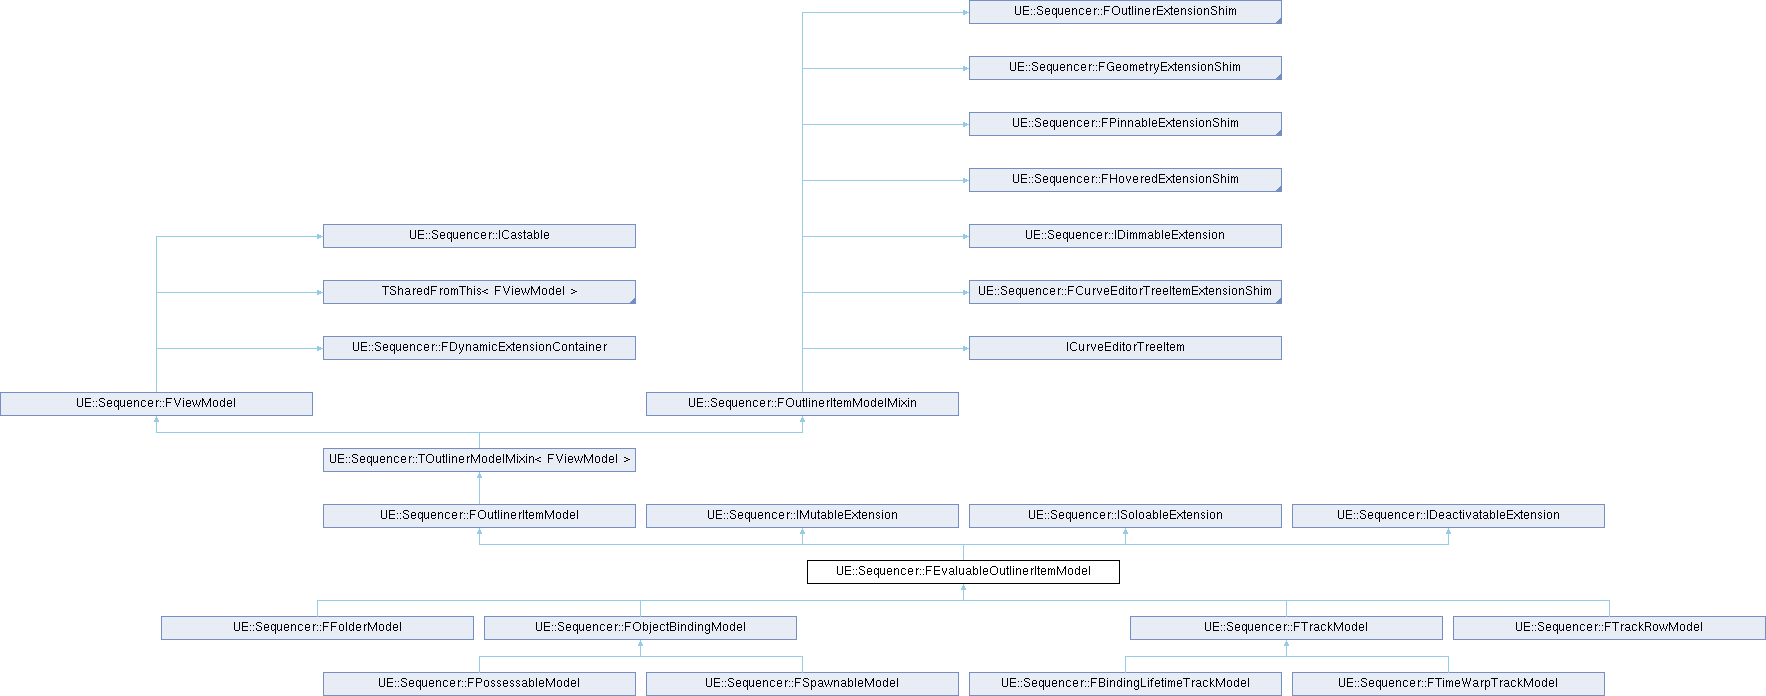 UE::Sequencer::FOutlinerExtensionShim
UE::Sequencer::FGeometryExtensionShim
UE::Sequencer::FPinnableExtensionShim
UE::Sequencer::FHoveredExtensionShim
UE::Sequencer::ICastable
UE::Sequencer::IDimmableExtension
TSharedFromThis< FViewModel >
UE::Sequencer::FCurveEditorTreeItemExtensionShim
UE::Sequencer::FDynamicExtensionContainer
ICurveEditorTreeItem
UE::Sequencer::FViewModel
UE::Sequencer::FOutlinerItemModelMixin
UE::Sequencer::TOutlinerModelMixin< FViewModel >
UE::Sequencer::FOutlinerItemModel
UE::Sequencer::IMutableExtension
UE::Sequencer::ISoloableExtension
UE::Sequencer::IDeactivatableExtension
UE::Sequencer::FEvaluableOutlinerItemModel
UE::Sequencer::FFolderModel
UE::Sequencer::FObjectBindingModel
UE::Sequencer::FTrackModel
UE::Sequencer::FTrackRowModel
UE::Sequencer::FPossessableModel
UE::Sequencer::FSpawnableModel
UE::Sequencer::FBindingLifetimeTrackModel
UE::Sequencer::FTimeWarpTrackModel